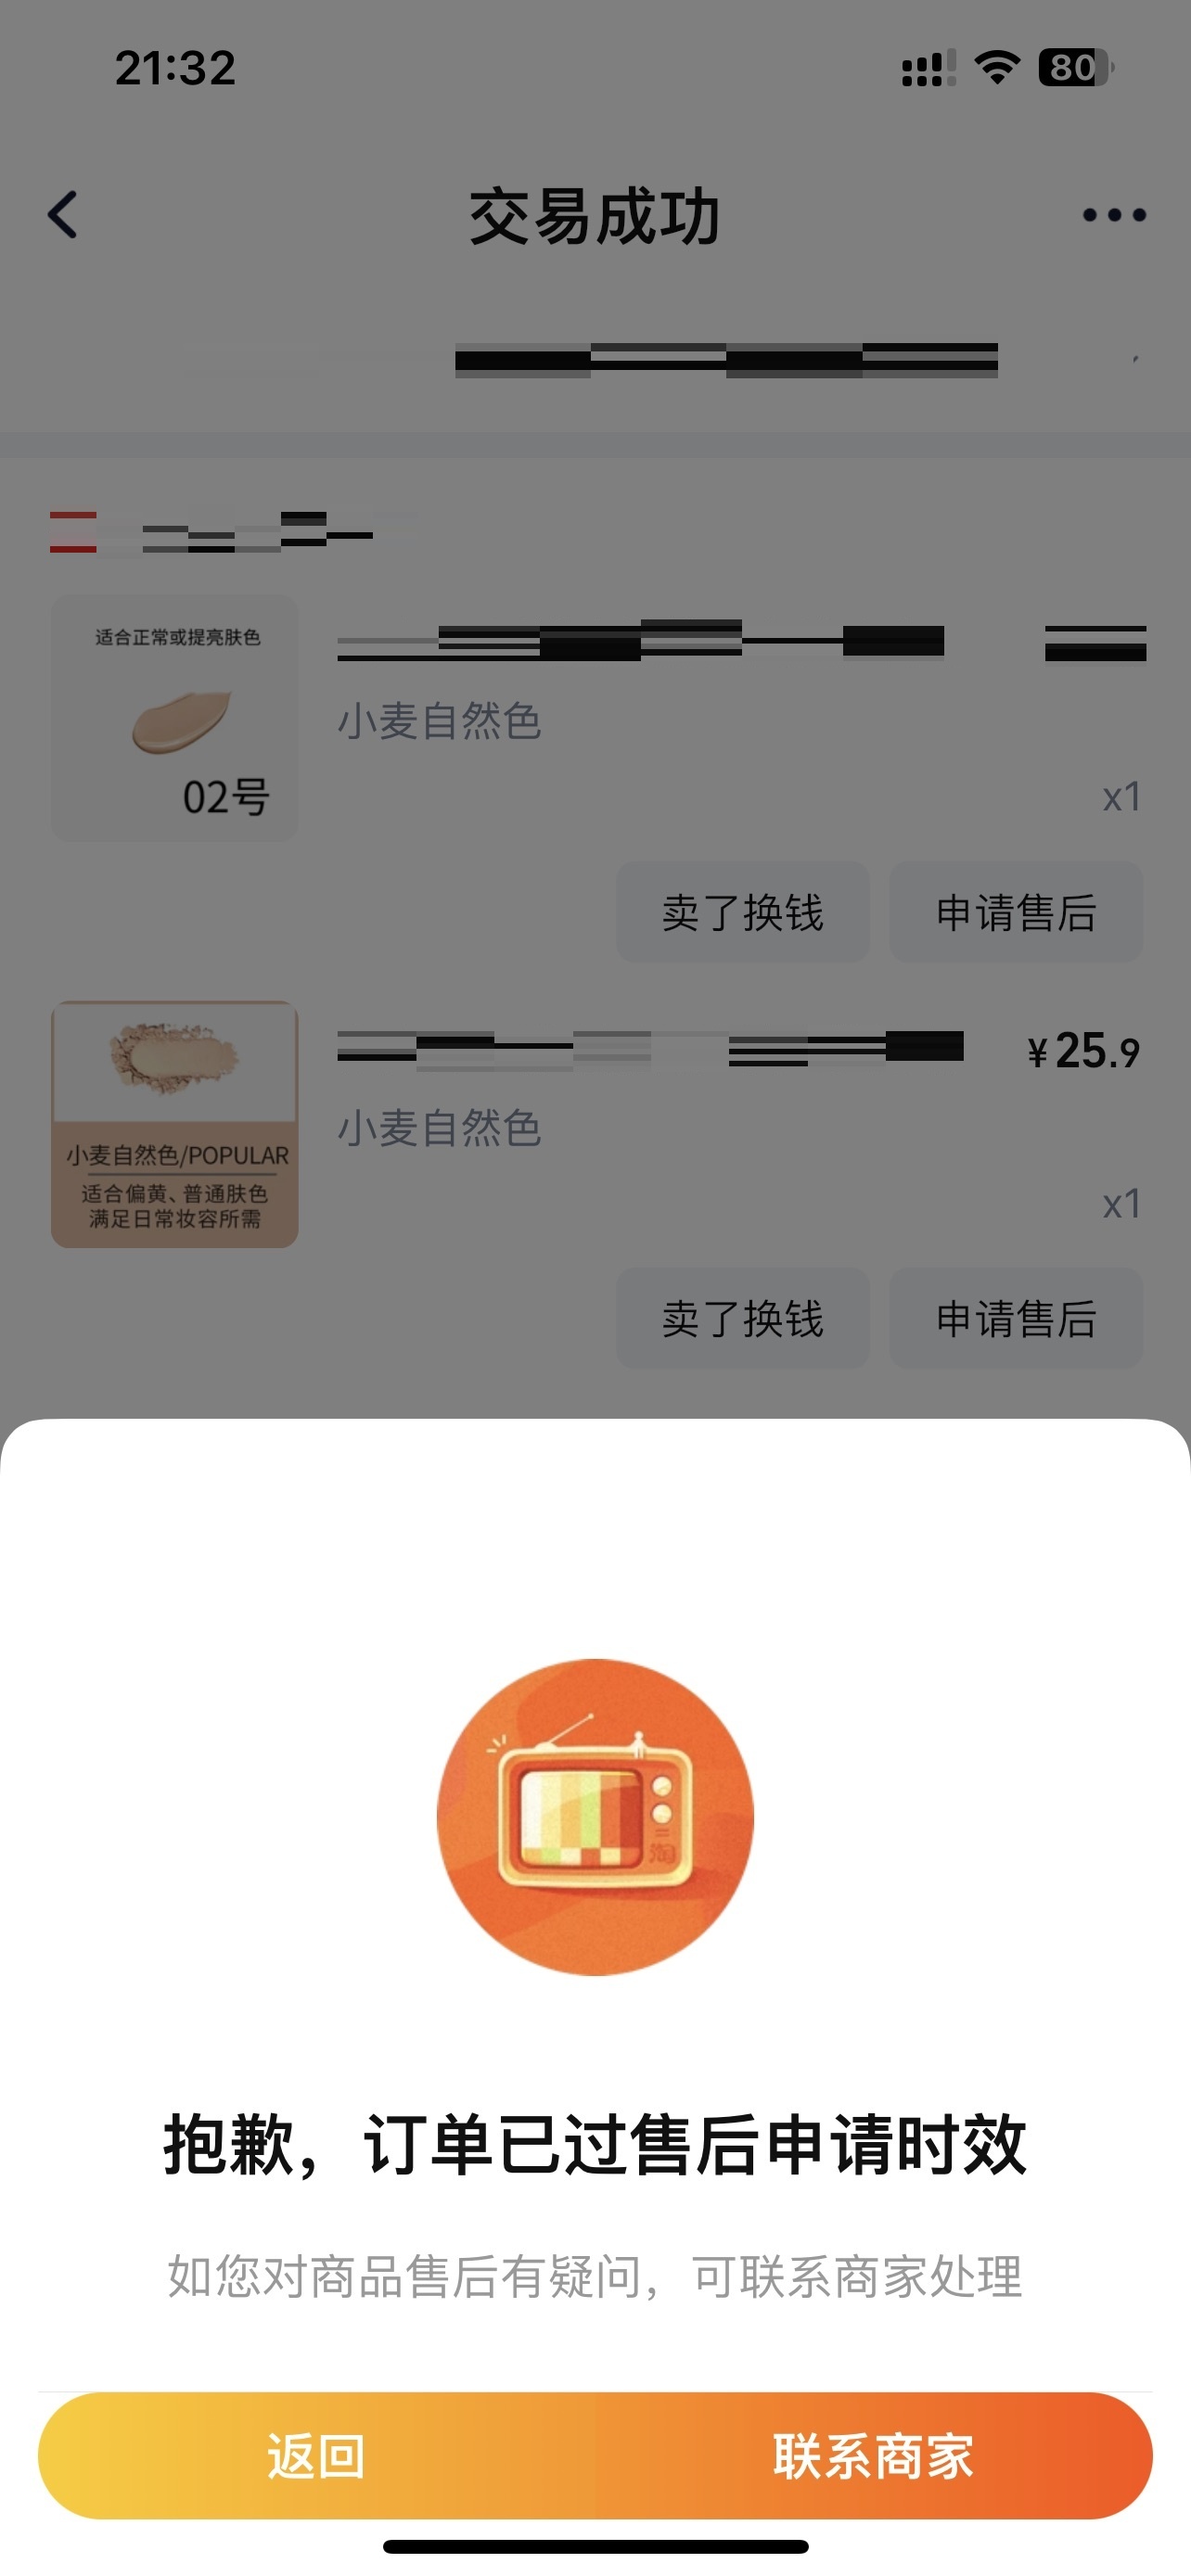 21:32
80
交易成功
适合正常或提亮肤色
02号
小麦自然色
x1
卖了换钱
申请售后
¥25.9
小麦自然色/POPULAR
适合偏黄、普通肤色
满足日常妆容所需
小麦自然色
x1
卖了换钱
申请售后
淘
抱歉，订单已过售后申请时效
如您对商品售后有疑问，可联系商家处理
返回
联系商家